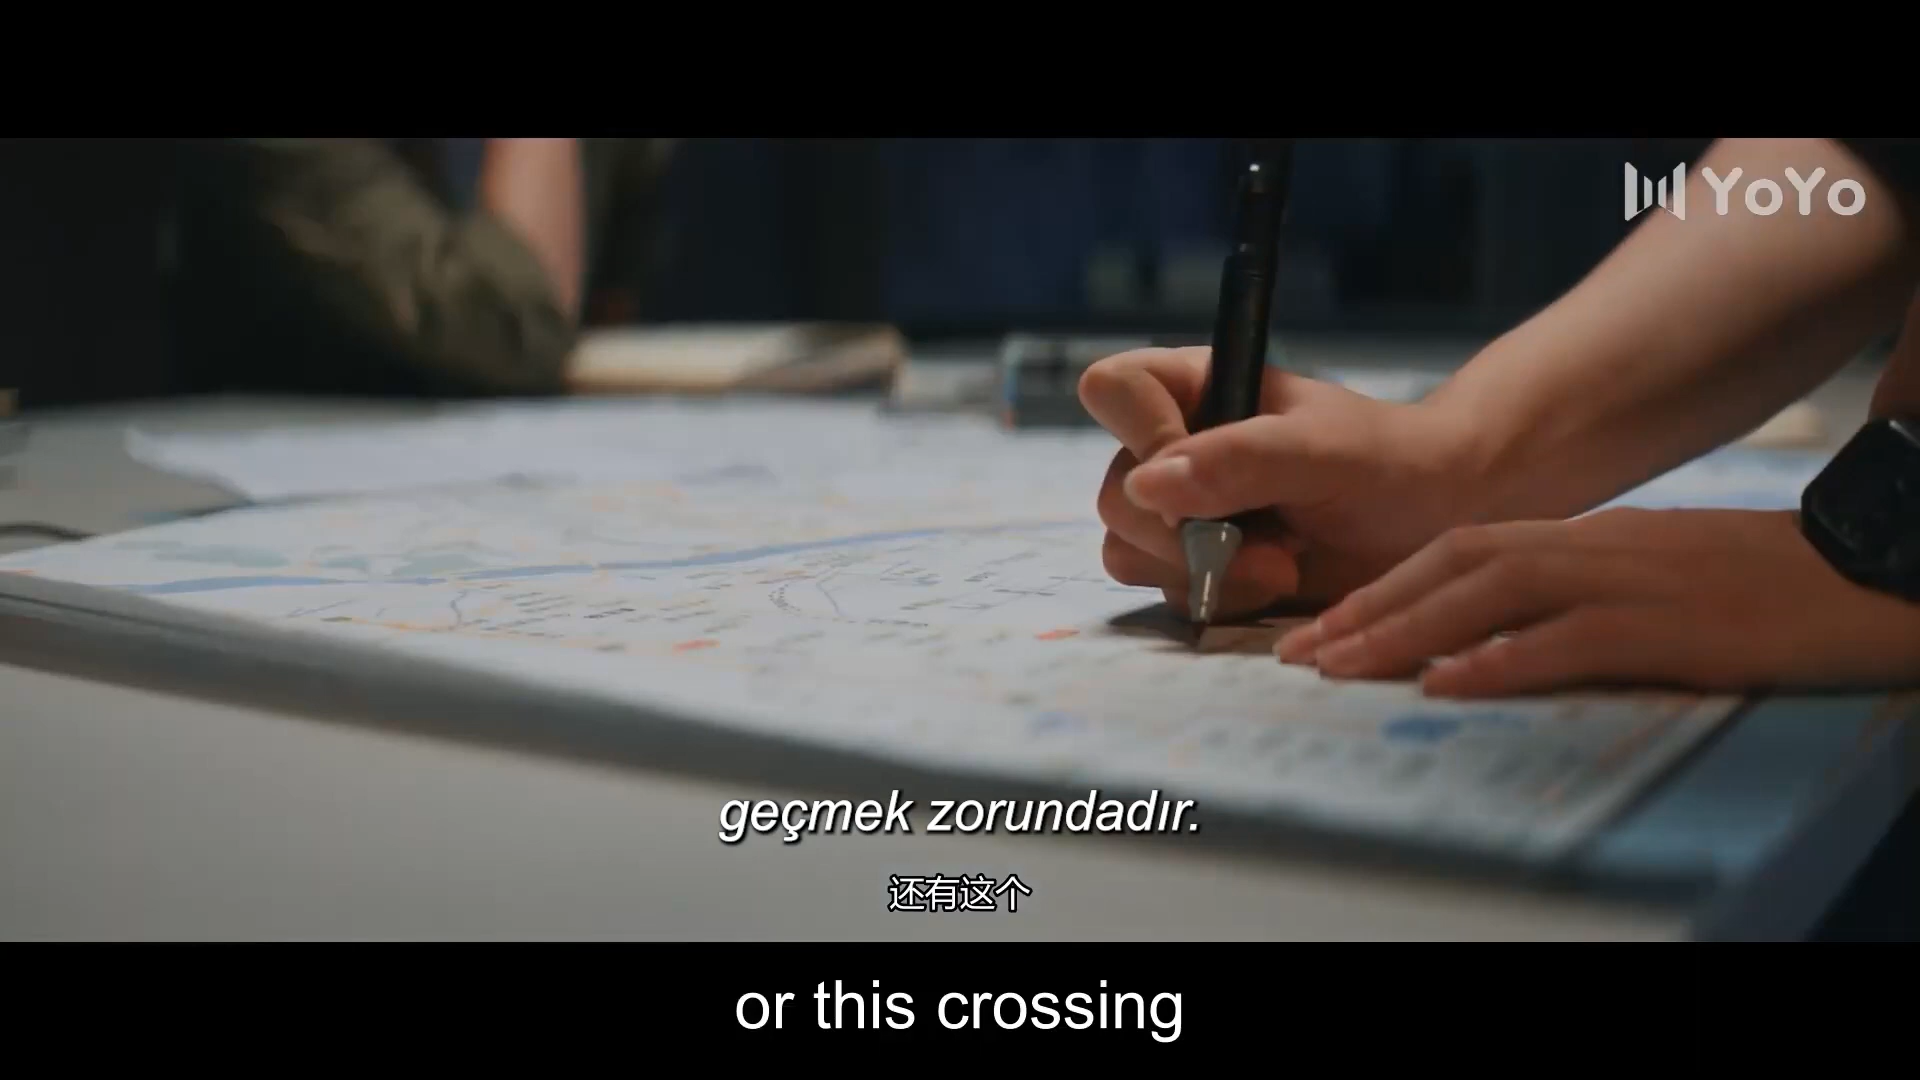 YoYo
geçmek zorundadır.
还有这个
or this crossing